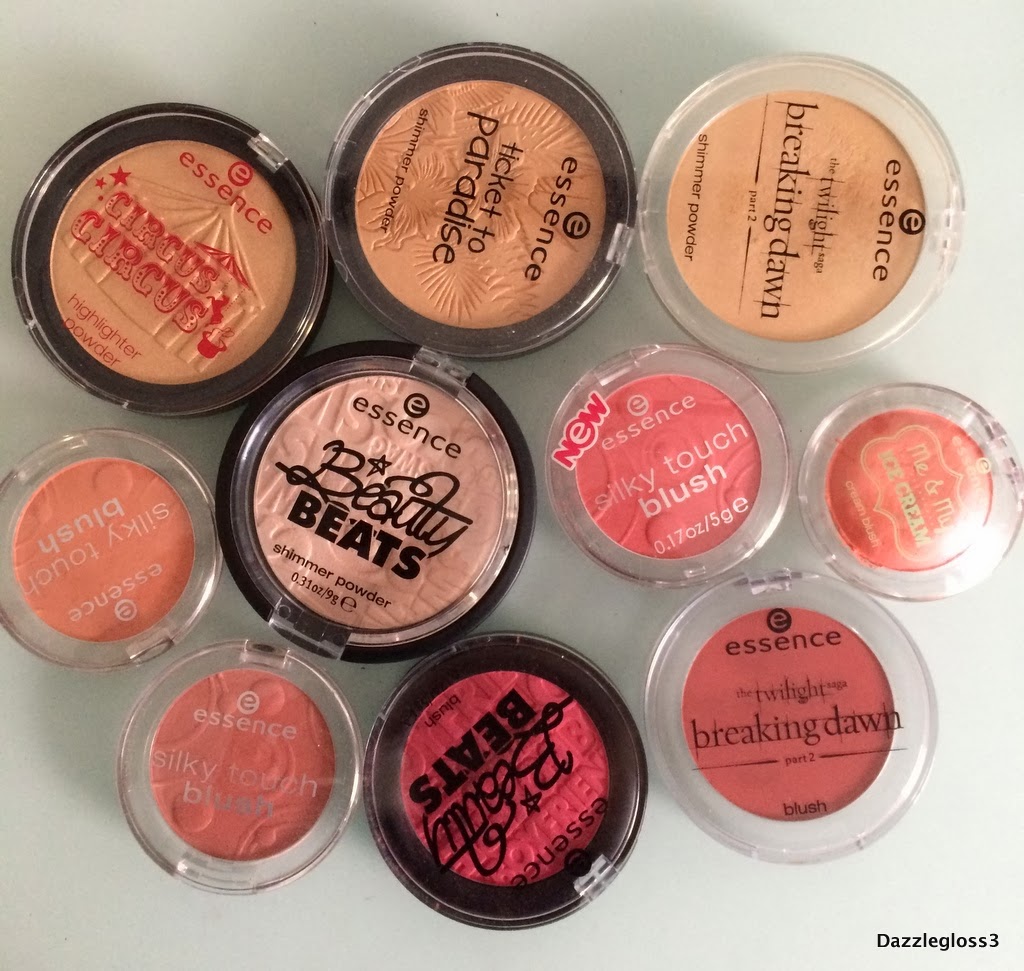 essence
CIRCUS
CIRCUS
highlighter
powder
essence
ticket to
paradise
shimmer powder
essence
the twilight saga
breaking dawn
part 2
shimmer powder
silky touch
blush
essence
essence
Beauty
BEATS
shimmer powder
0.31oz/9g e
NEW
essence
silky touch
blush
0.17oz/5g e
Me & My
ICE CREAM
cream blush
essence
silky touch
blush
essence
Beauty
BEATS
blush
essence
the twilight saga
breaking dawn
part 2
blush
Dazzlegloss3